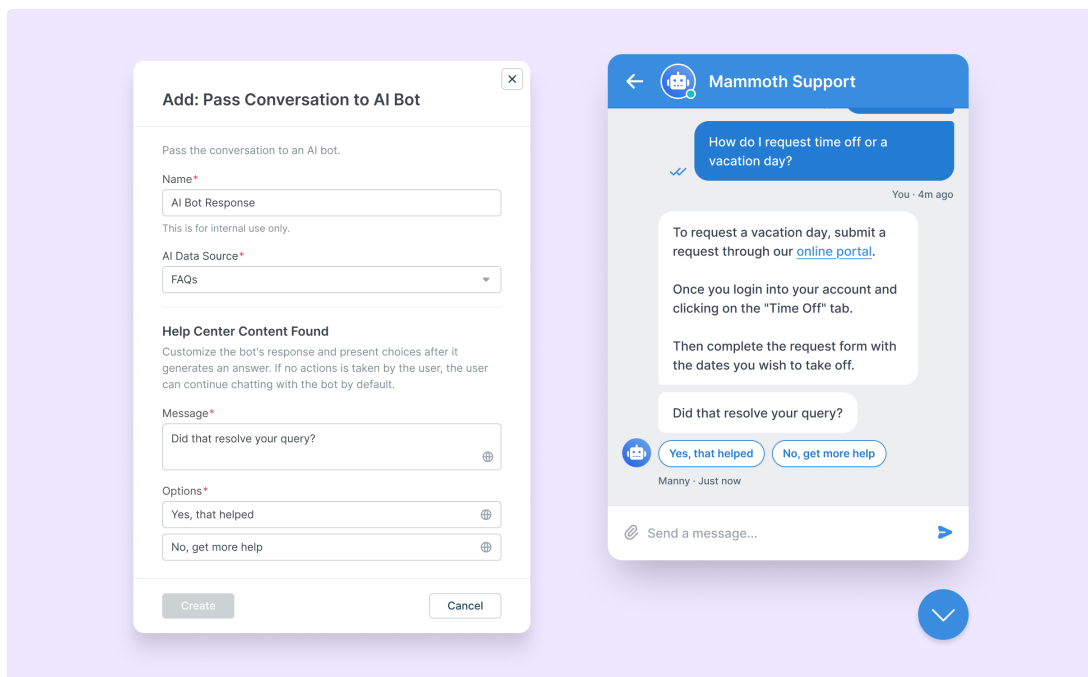 Add: Pass Conversation to AI Bot
Pass the conversation to an AI bot.
Name*
AI Bot Response
This is for internal use only.
AI Data Source*
FAQs
Help Center Content Found
Customize the bot's response and present choices after it
generates an answer. If no actions is taken by the user, the user
can continue chatting with the bot by default.
Message*
Did that resolve your query?
Options*
Yes, that helped
No, get more help
Create
Cancel
Mammoth Support
How do I request time off or a
vacation day?
You · 4m ago
To request a vacation day, submit a
request through our online portal.
Once you login into your account and
clicking on the "Time Off" tab.
Then complete the request form with
the dates you wish to take off.
Did that resolve your query?
Yes, that helped
No, get more help
Manny · Just now
Send a message...